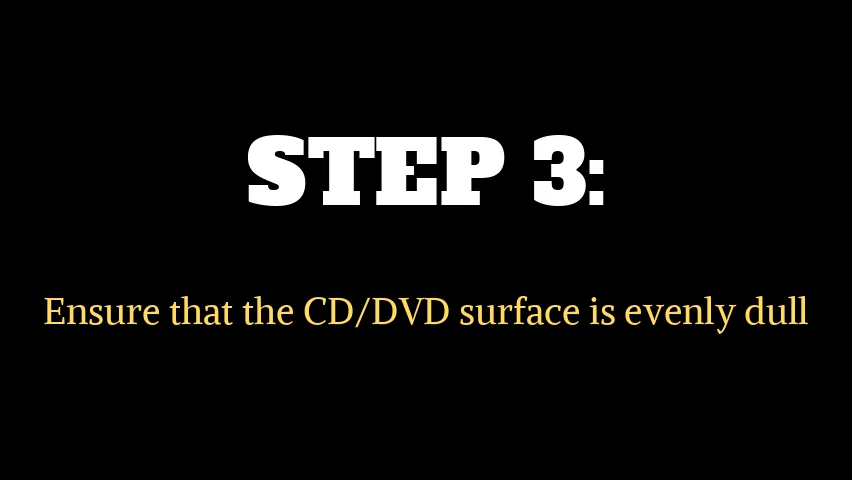 STEP 3:
Ensure that the CD/DVD surface is evenly dull